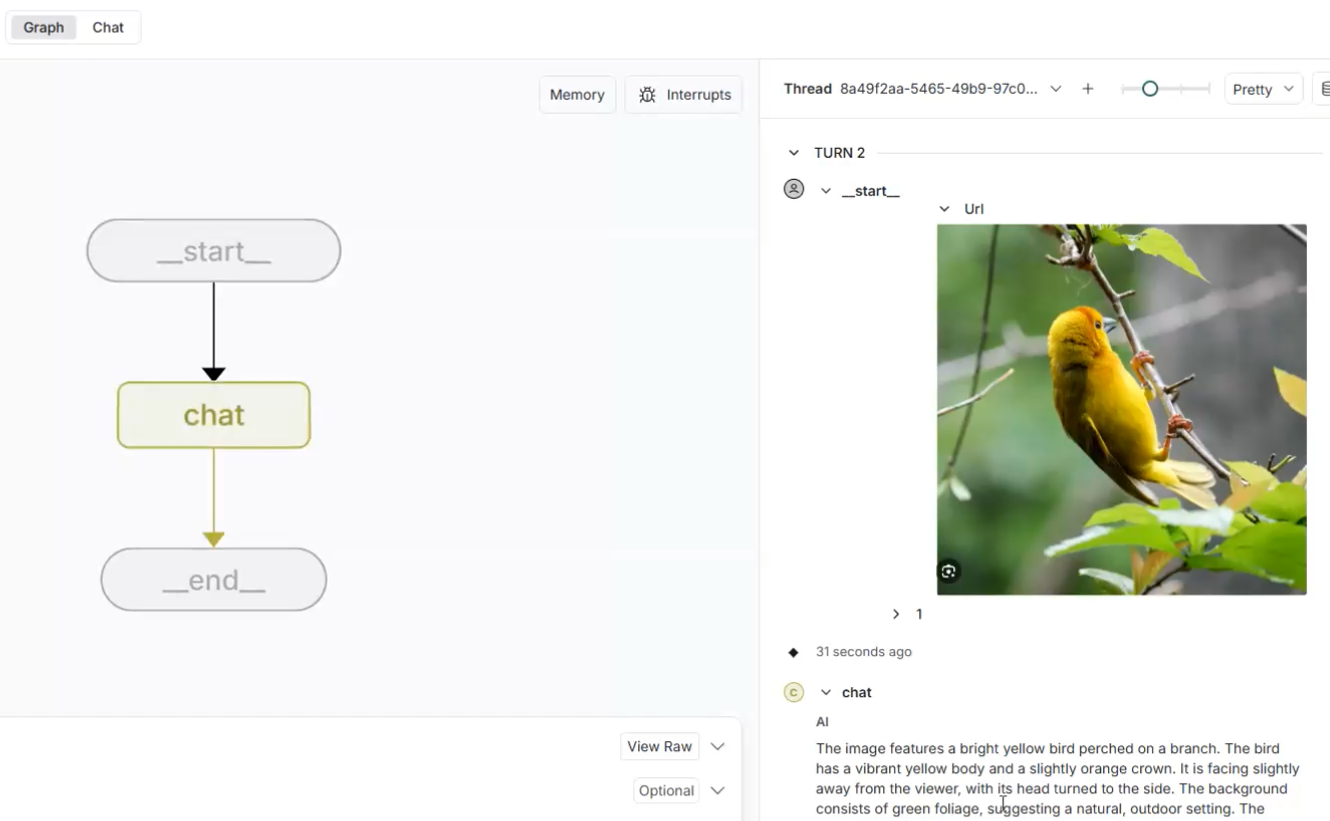 Graph Chat
Memory
Interrupts
__start__
chat
__end__
View Raw
Optional
Thread 8a49f2aa-5465-49b9-97c0... Pretty
TURN 2
__start__
Url
1
31 seconds ago
C chat
AI
The image features a bright yellow bird perched on a branch. The bird
has a vibrant yellow body and a slightly orange crown. It is facing slightly
away from the viewer, with its head turned to the side. The background
consists of green foliage, suggesting a natural, outdoor setting. The